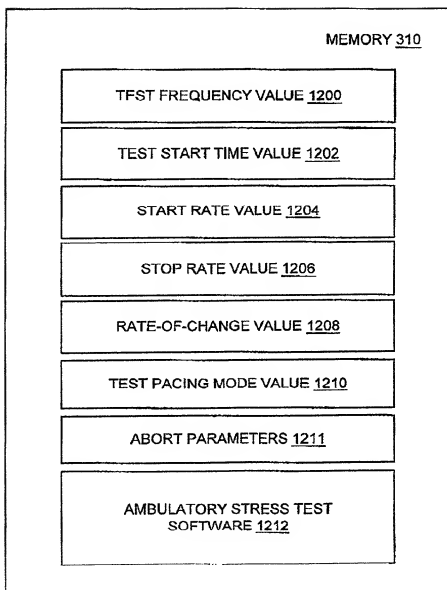 MEMORY 310
TEST FREQUENCY VALUE 1200
TEST START TIME VALUE 1202
START RATE VALUE 1204
STOP RATE VALUE 1206
RATE-OF-CHANGE VALUE 1208
TEST PACING MODE VALUE 1210
ABORT PARAMETERS 1211
AMBULATORY STRESS TEST
SOFTWARE 1212